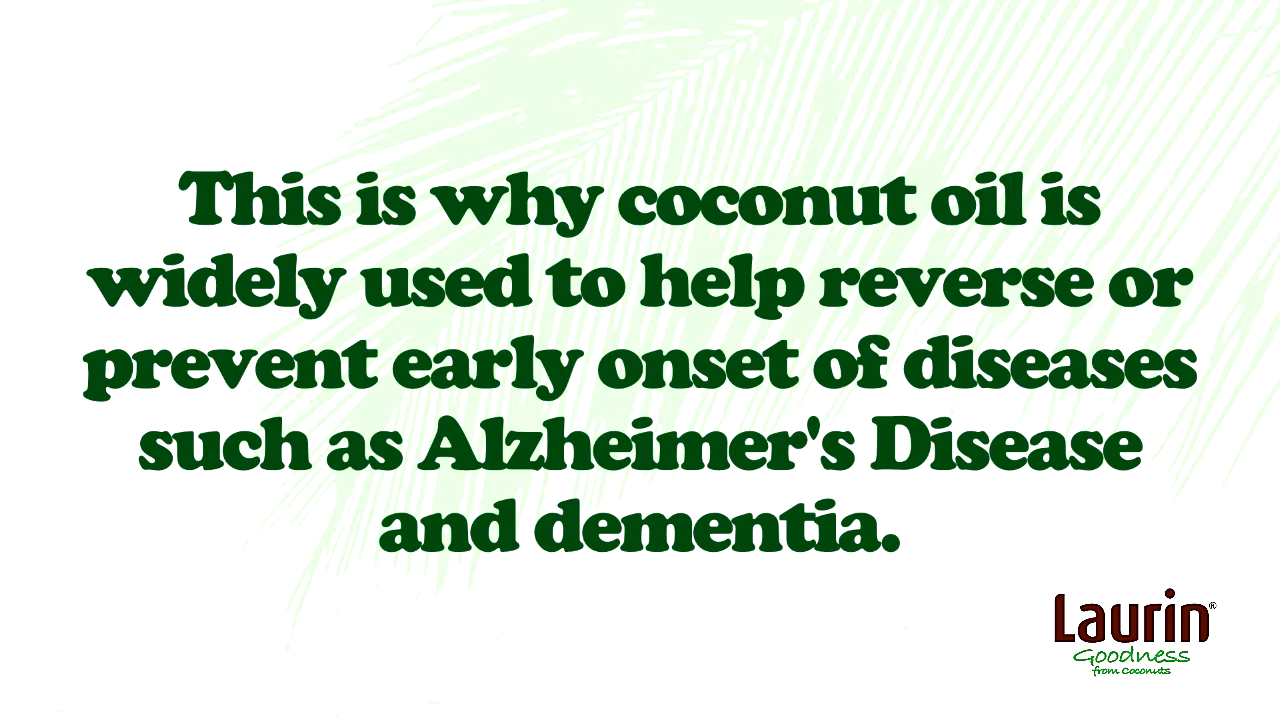 This is why coconut oil is
widely used to help reverse or
prevent early onset of diseases
such as Alzheimer's Disease
and dementia.
Laurin®
Goodness
from Coconuts